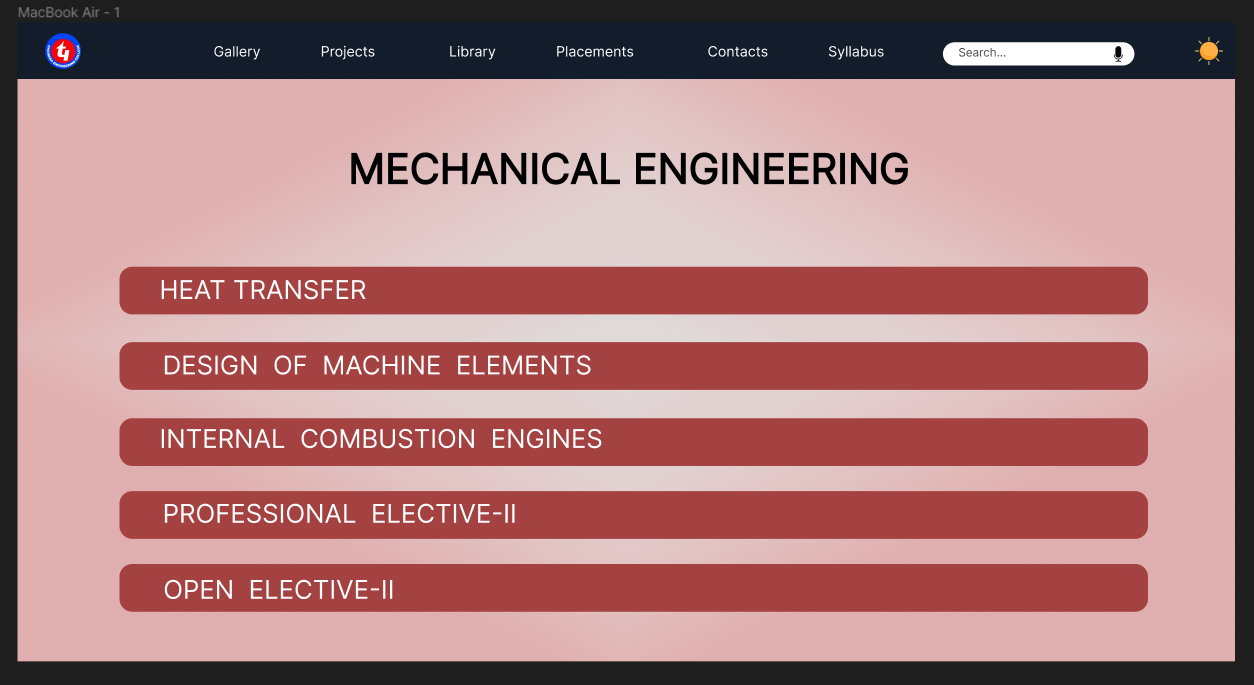 MacBook Air - 1
Gallery Projects Library Placements Contacts Syllabus Search...
MECHANICAL ENGINEERING
HEAT TRANSFER
DESIGN OF MACHINE ELEMENTS
INTERNAL COMBUSTION ENGINES
PROFESSIONAL ELECTIVE-II
OPEN ELECTIVE-II